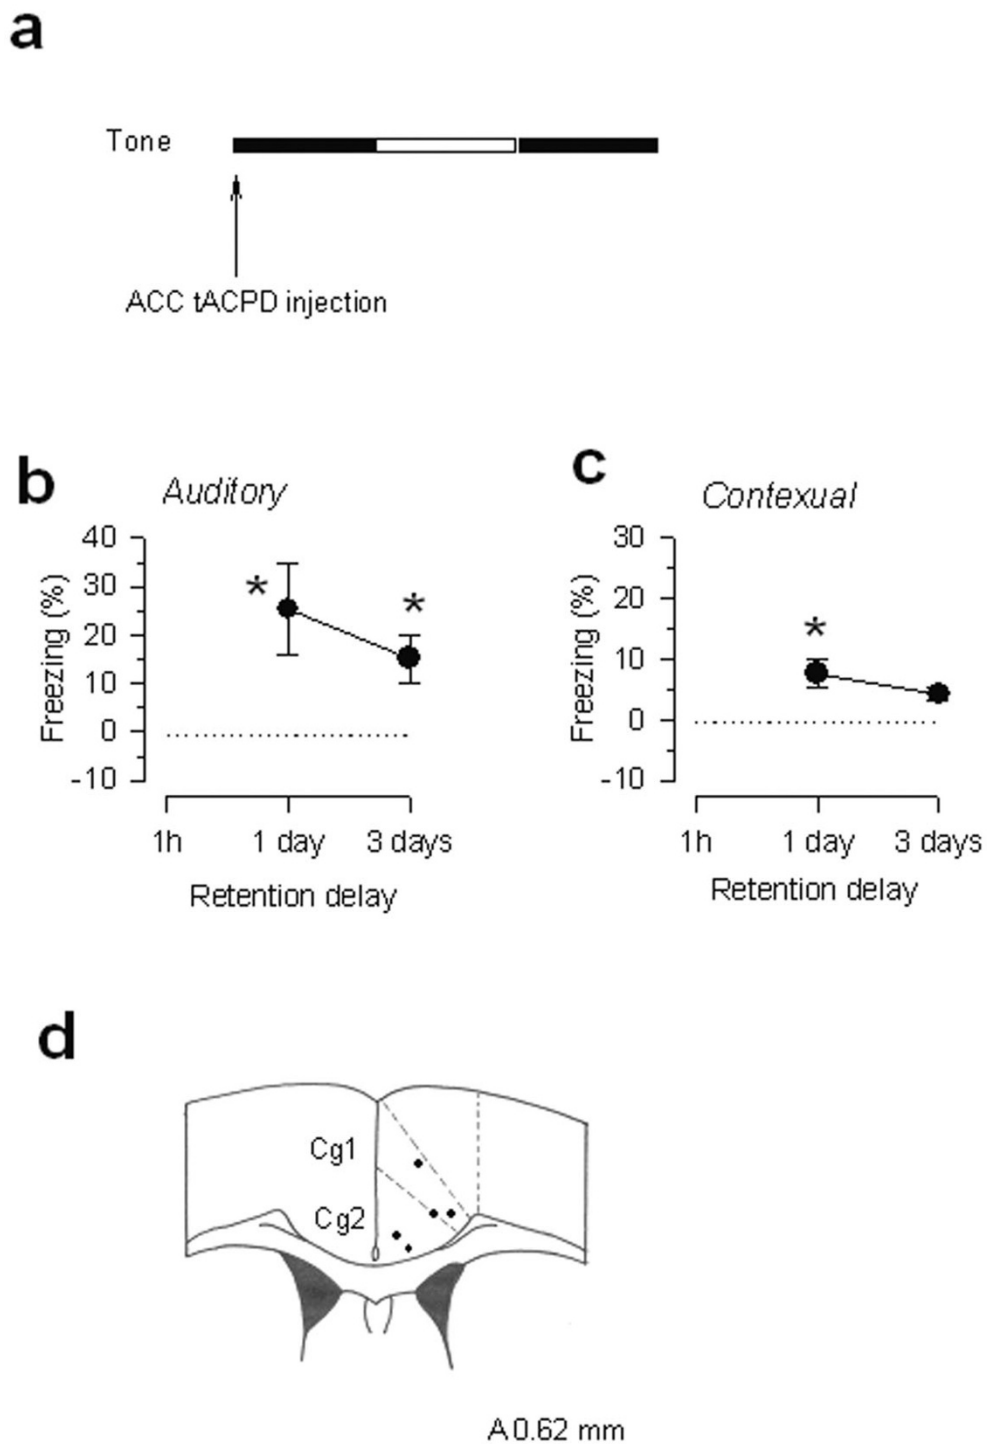 a
Tone
ACC tACPD injection
b
Auditory
40
30
20
10
0
-10
Freezing (%)
*
*
1h 1 day 3 days
Retention delay
c
Contexual
30
20
10
0
-10
Freezing (%)
*
1h 1 day 3 days
Retention delay
d
Cg1
Cg2
A 0.62 mm